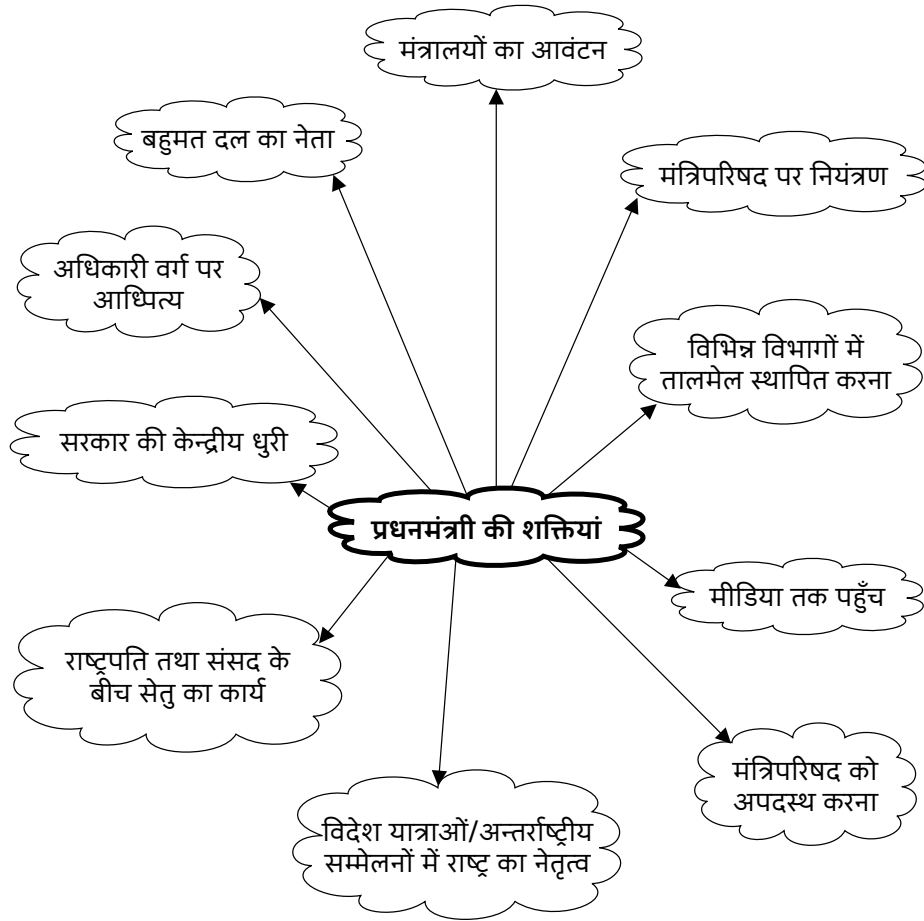 मंत्रालयों का आवंटन
बहुमत दल का नेता
मंत्रिपरिषद पर नियंत्रण
अधिकारी वर्ग पर
आध्पित्य
विभिन्न विभागों में
तालमेल स्थापित करना
सरकार की केन्द्रीय धुरी
प्रधनमंत्राी की शक्तियां
मीडिया तक पहुँच
राष्ट्रपति तथा संसद के
बीच सेतु का कार्य
मंत्रिपरिषद को
अपदस्थ करना
विदेश यात्राओं/अन्तर्राष्ट्रीय
सम्मेलनों में राष्ट्र का नेतृत्व